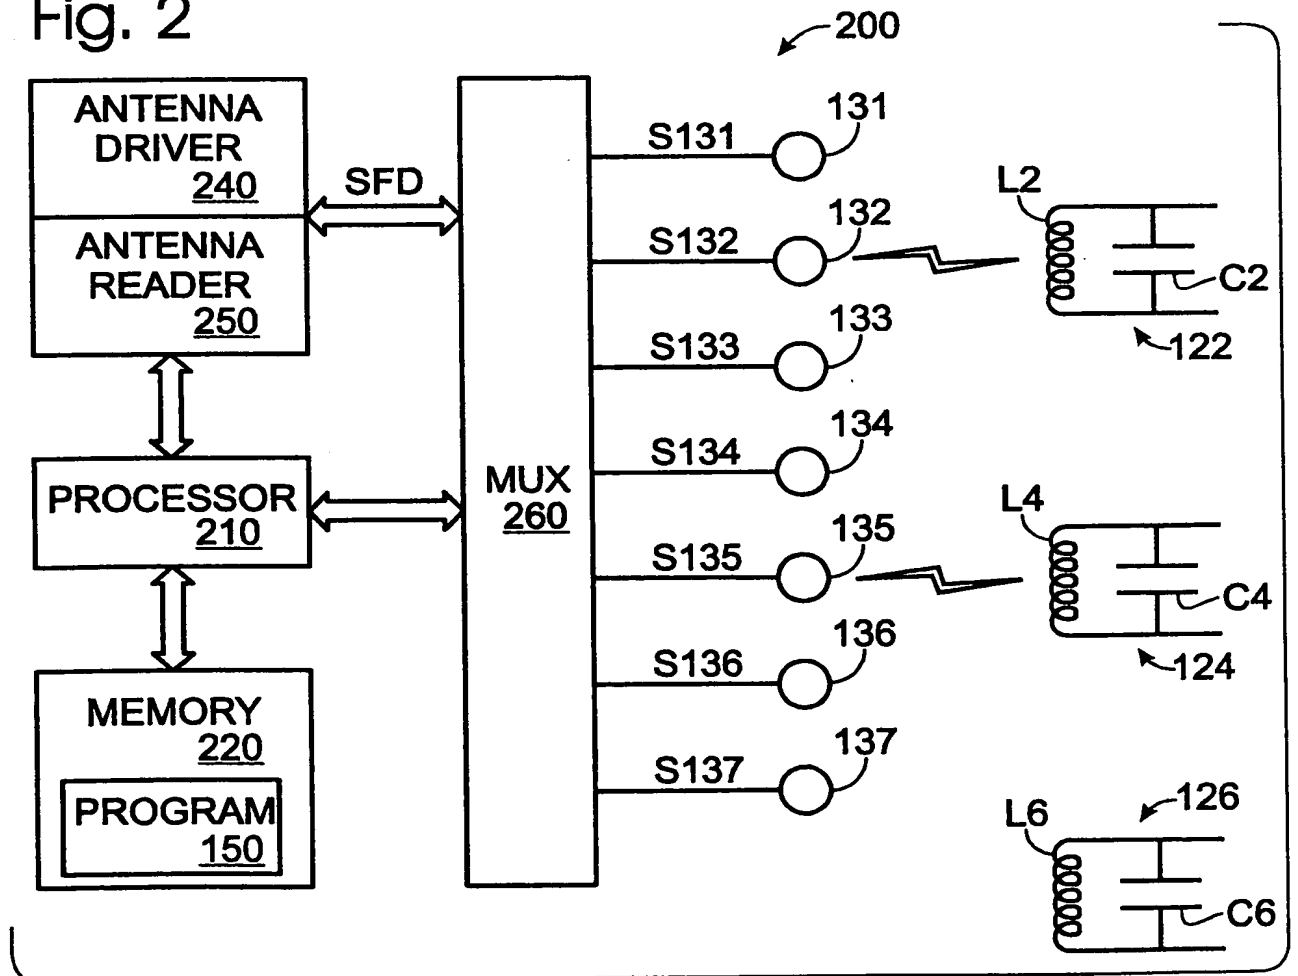 Fig. 2
200
ANTENNA
DRIVER
240
ANTENNA
READER
250
SFD
PROCESSOR
210
MEMORY
220
PROGRAM
150
MUX
260
S131
131
S132
132
S133
133
S134
134
S135
135
S136
136
S137
137
L2
C2
122
L4
C4
124
126
L6
C6